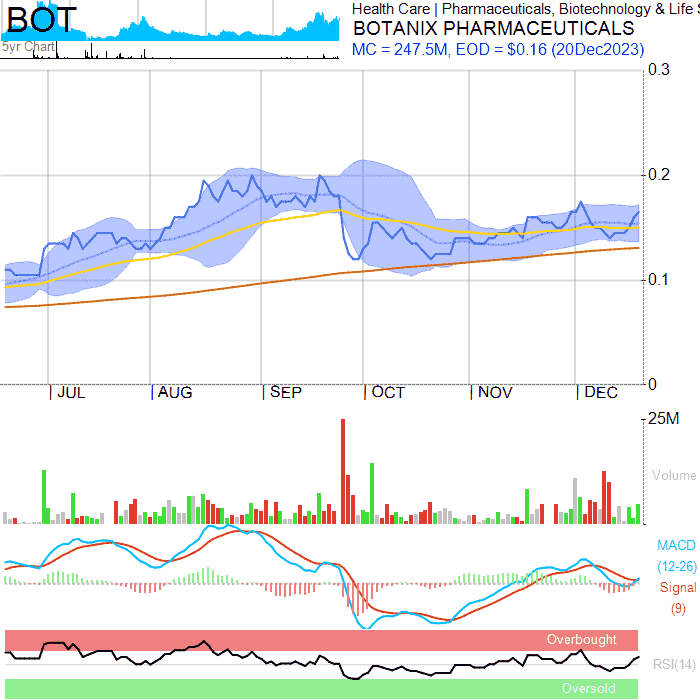 BOT
5yr Chart
Health Care | Pharmaceuticals, Biotechnology & Life S
BOTANIX PHARMACEUTICALS
MC = 247.5M, EOD = $0.16 (20Dec2023)
0.3
0.2
0.1
0
JUL
AUG
SEP
OCT
NOV
DEC
25M
Volume
MACD
(12-26)
Signal
(9)
Overbought
RSI(14)
Oversold